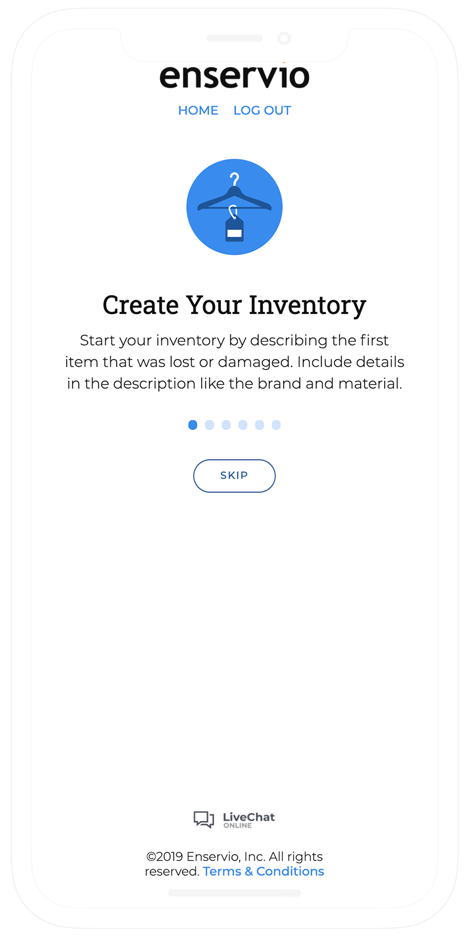 enservio
HOME LOG OUT
Create Your Inventory
Start your inventory by describing the first
item that was lost or damaged. Include details
in the description like the brand and material.
SKIP
LiveChat
ONLINE
©2019 Enservio, Inc. All rights
reserved. Terms & Conditions